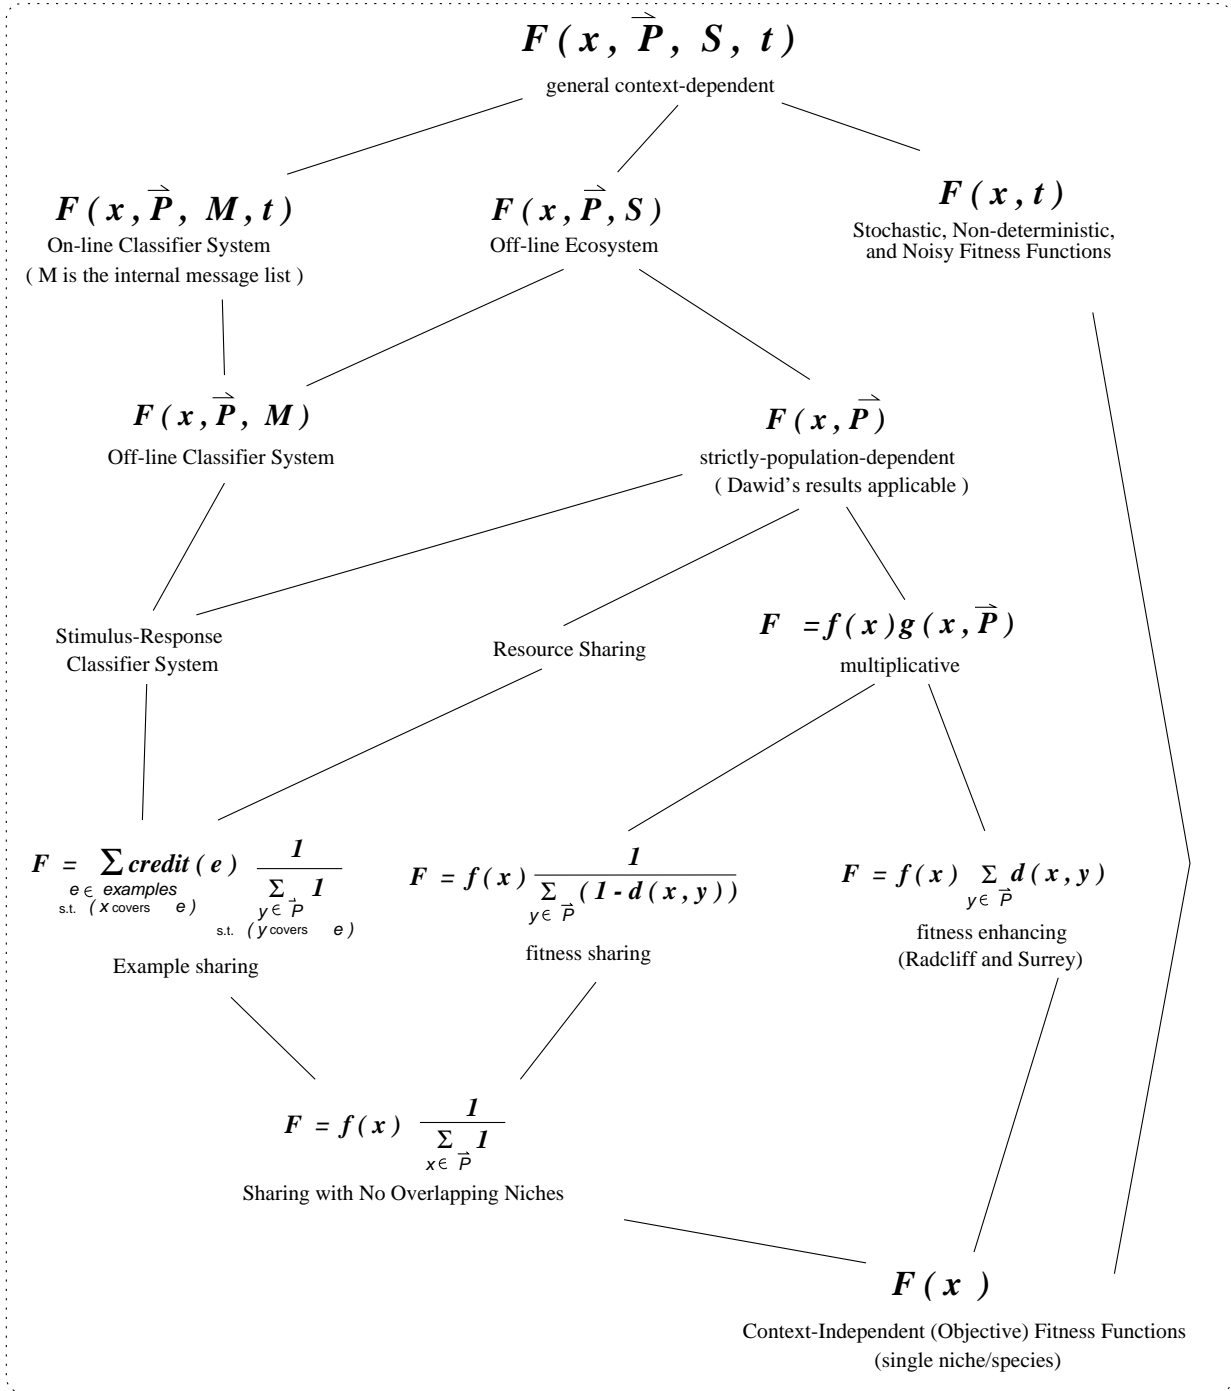 F ( x , P⃗ , S , t )
general context-dependent
F ( x , P⃗ , M , t )
On-line Classifier System
( M is the internal message list )
F ( x , P⃗ , S )
Off-line Ecosystem
F ( x , t )
Stochastic, Non-deterministic,
and Noisy Fitness Functions
F ( x , P⃗ , M )
Off-line Classifier System
F ( x , P⃗ )
strictly-population-dependent
( Dawid's results applicable )
Stimulus-Response
Classifier System
Resource Sharing
F = f ( x ) g ( x , P⃗ )
multiplicative
F = Σ credit ( e ) 1
e ∈ examples
s.t. ( x covers e )
Σ 1
y ∈ P⃗
s.t. ( y covers e )
Example sharing
F = f ( x ) 1
Σ ( 1 - d ( x , y ) )
y ∈ P⃗
fitness sharing
F = f ( x ) Σ d ( x , y )
y ∈ P⃗
fitness enhancing
(Radcliff and Surrey)
F = f ( x ) 1
Σ 1
x ∈ P⃗
Sharing with No Overlapping Niches
F ( x )
Context-Independent (Objective) Fitness Functions
(single niche/species)